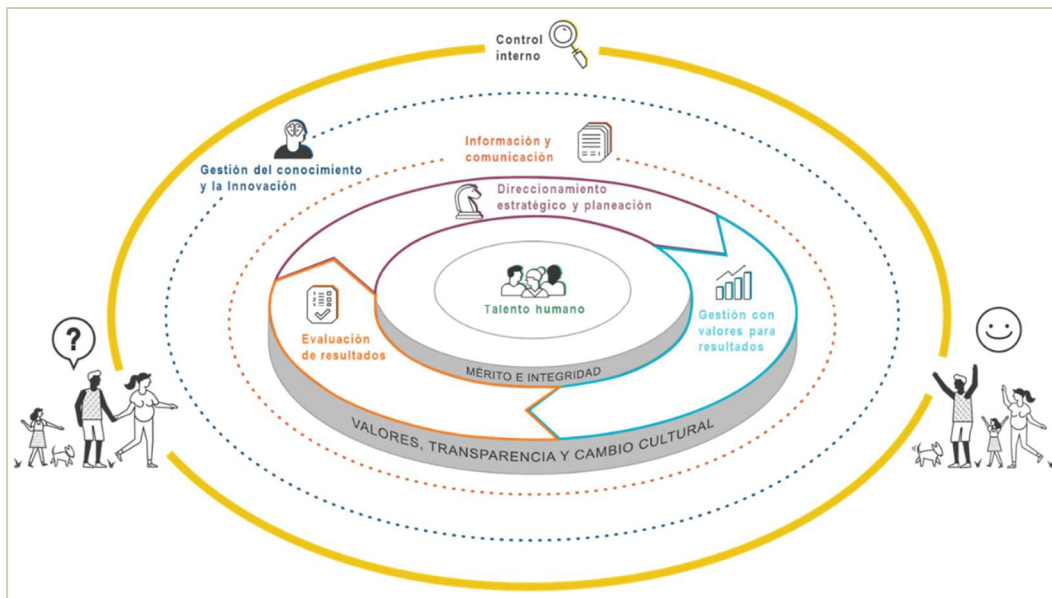 Control
interno
Información y
comunicación
Gestión del conocimiento
y la Innovación
Direccionamiento
estratégico y planeación
Talento humano
Gestión con
valores para
resultados
Evaluación
de resultados
MÉRITO E INTEGRIDAD
VALORES, TRANSPARENCIA Y CAMBIO CULTURAL
?